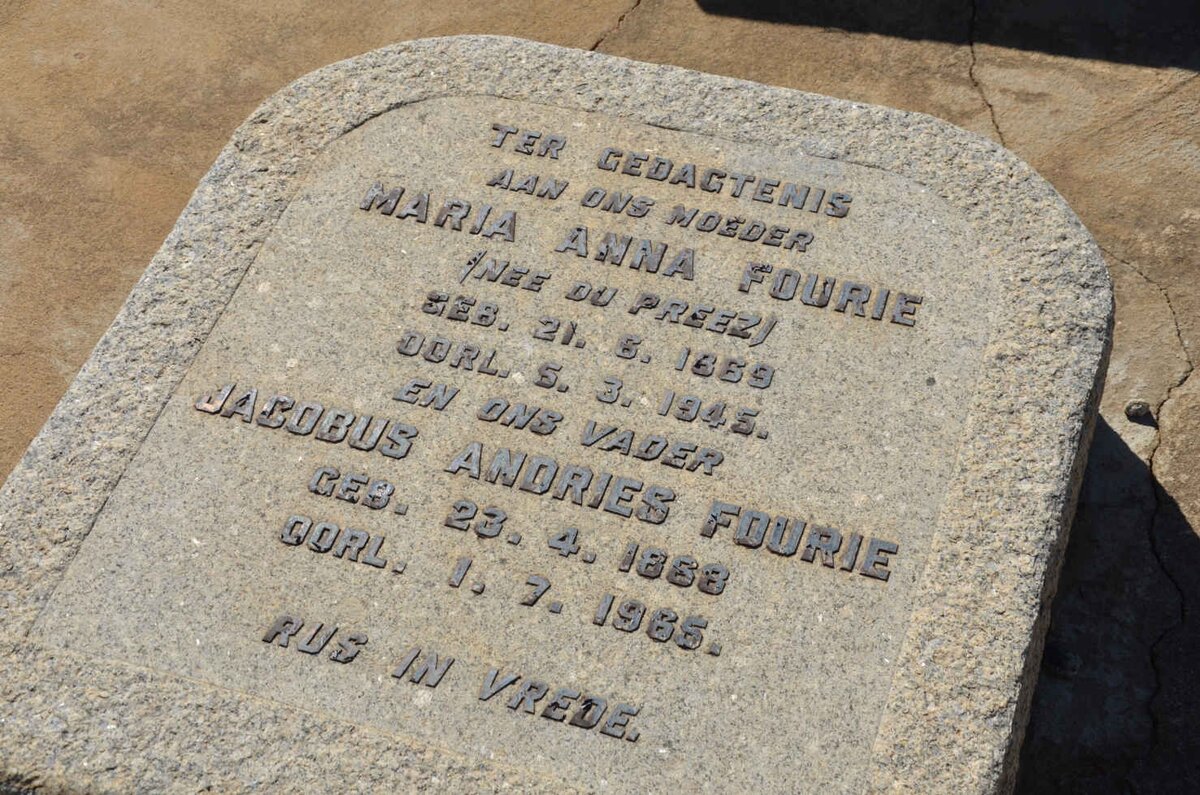 TER GEDAGTENIS
AAN ONS MOEDER
MARIA ANNA FOURIE
(NEE DU PREEZ)
GEB. 21. 6. 1869
OORL. 5. 3. 1945.
EN ONS VADER
JACOBUS ANDRIES FOURIE
GEB. 23. 4. 1868
OORL. 1. 7. 1965.
RUS IN VREDE.